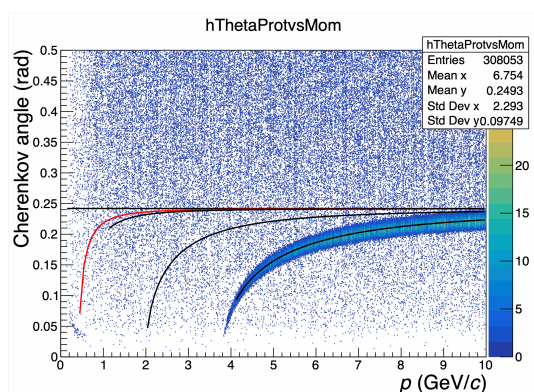 hThetaProtvsMom
hThetaProtvsMom
Entries 308053
Mean x 6.754
Mean y 0.2493
Std Dev x 2.293
Std Dev y 0.09749
Cherenkov angle (rad)
0.5
0.45
0.4
0.35
0.3
0.25
0.2
0.15
0.1
0.05
0
0 1 2 3 4 5 6 7 8 9 10
p (GeV/c)
20
15
10
5
0